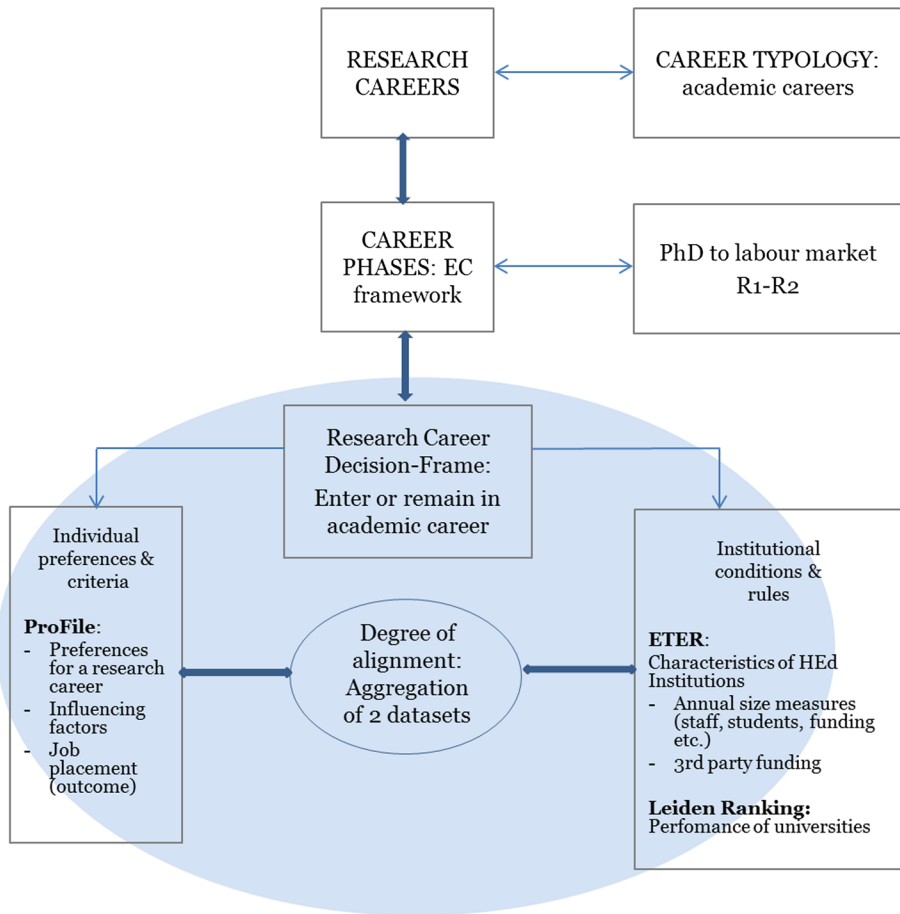 RESEARCH
CAREERS
CAREER TYPOLOGY:
academic careers
CAREER
PHASES: EC
framework
PhD to labour market
R1-R2
Research Career
Decision-Frame:
Enter or remain in
academic career
Individual
preferences &
criteria
ProFile:
- Preferences
for a research
career
- Influencing
factors
- Job
placement
(outcome)
Degree of
alignment:
Aggregation
of 2 datasets
Institutional
conditions &
rules
ETER:
Characteristics of HEd
Institutions
- Annual size measures
(staff, students, funding
etc.)
- 3rd party funding
Leiden Ranking:
Perfomance of universities